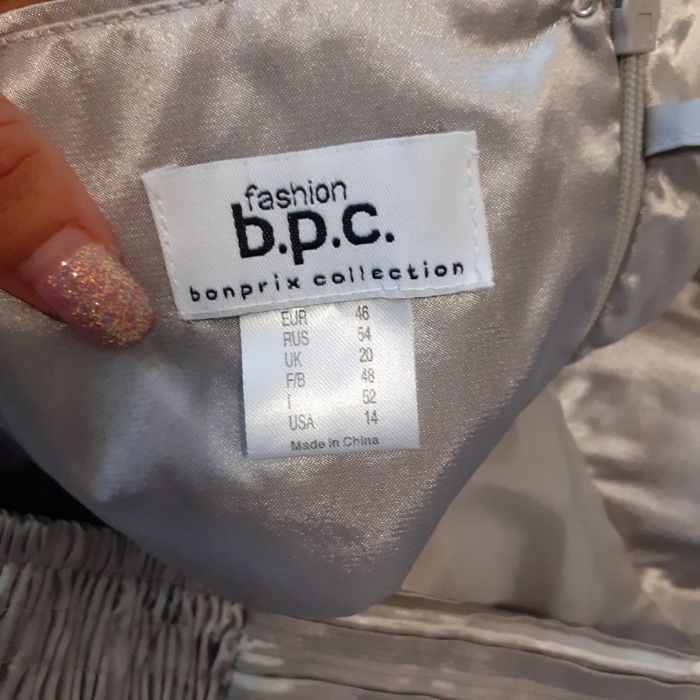 fashion
b.p.c.
bonprix collection
EUR 46
RUS 54
UK 20
F/B 48
I 52
USA 14
Made in China